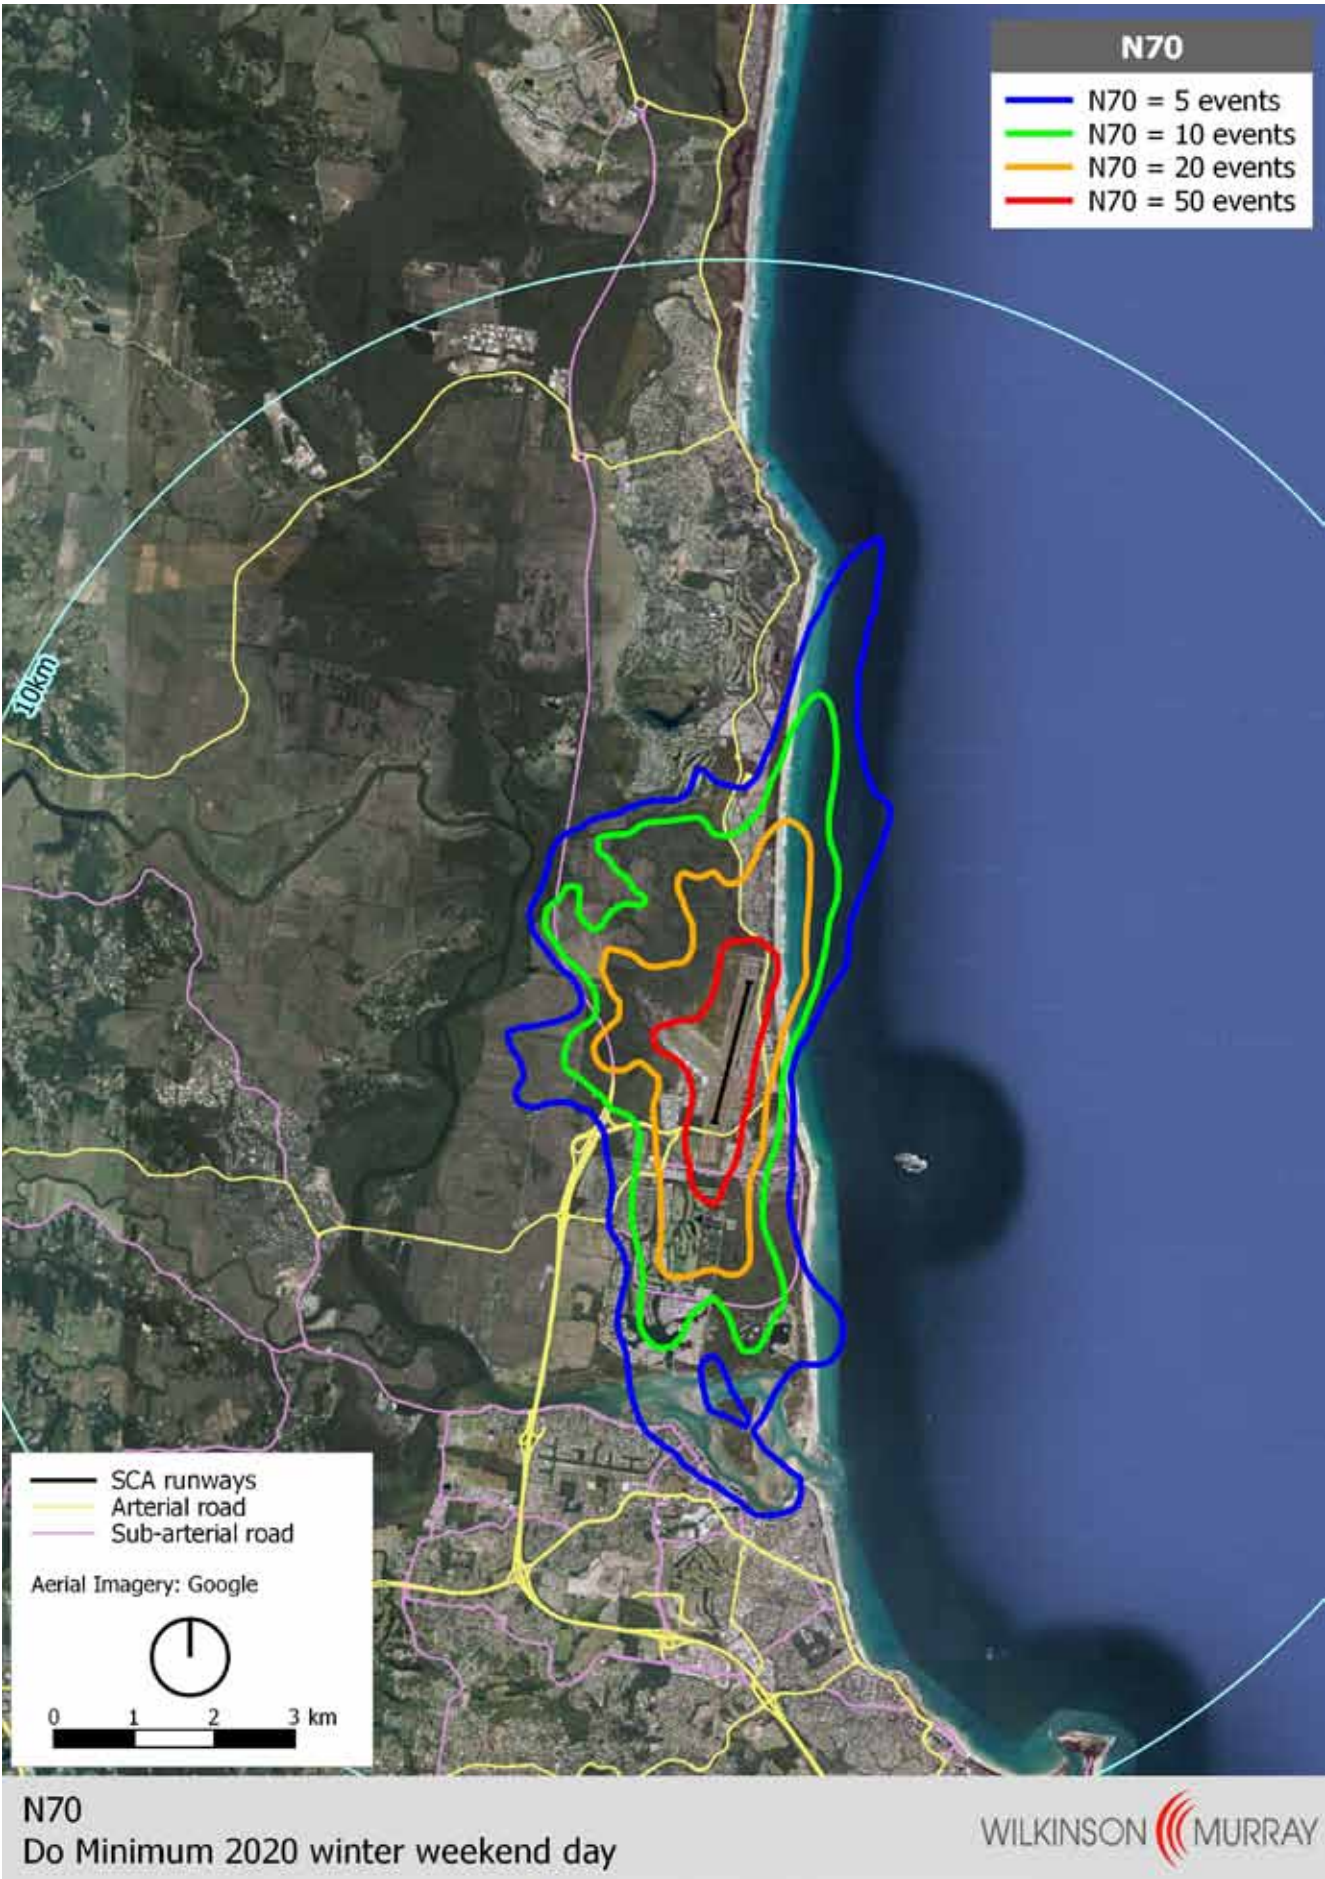 N70
N70 = 5 events
N70 = 10 events
N70 = 20 events
N70 = 50 events
10km
SCA runways
Arterial road
Sub-arterial road
Aerial Imagery: Google
0 1 2 3 km
N70
Do Minimum 2020 winter weekend day
WILKINSON MURRAY